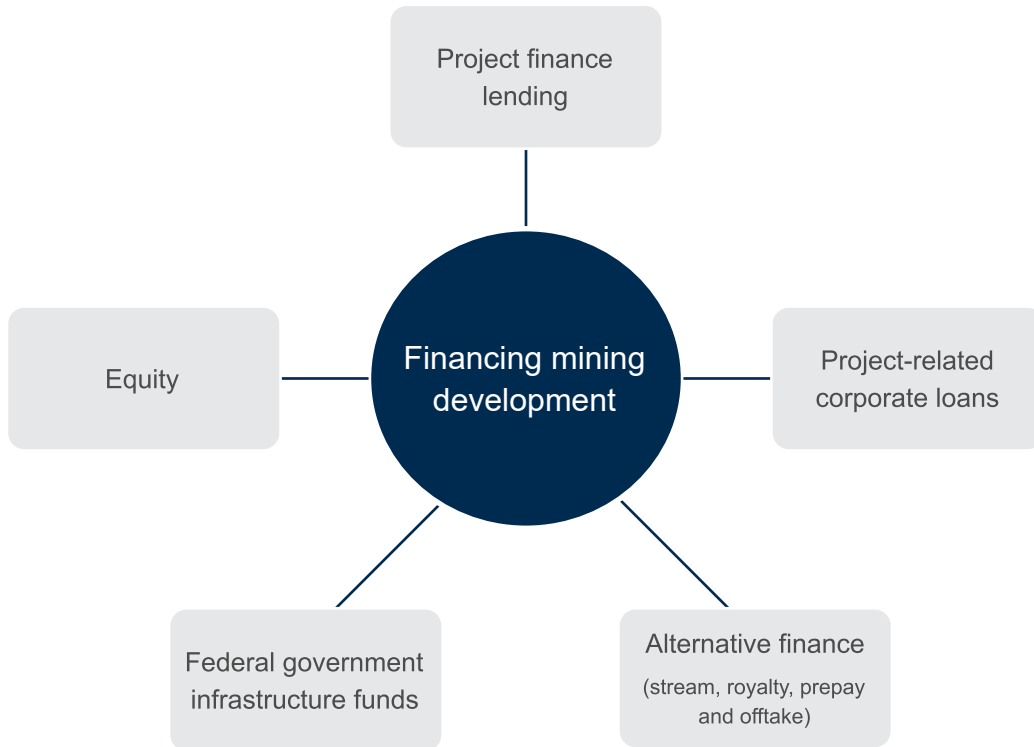 Project finance
lending
Equity
Financing mining
development
Project-related
corporate loans
Federal government
infrastructure funds
Alternative finance
(stream, royalty, prepay
and offtake)